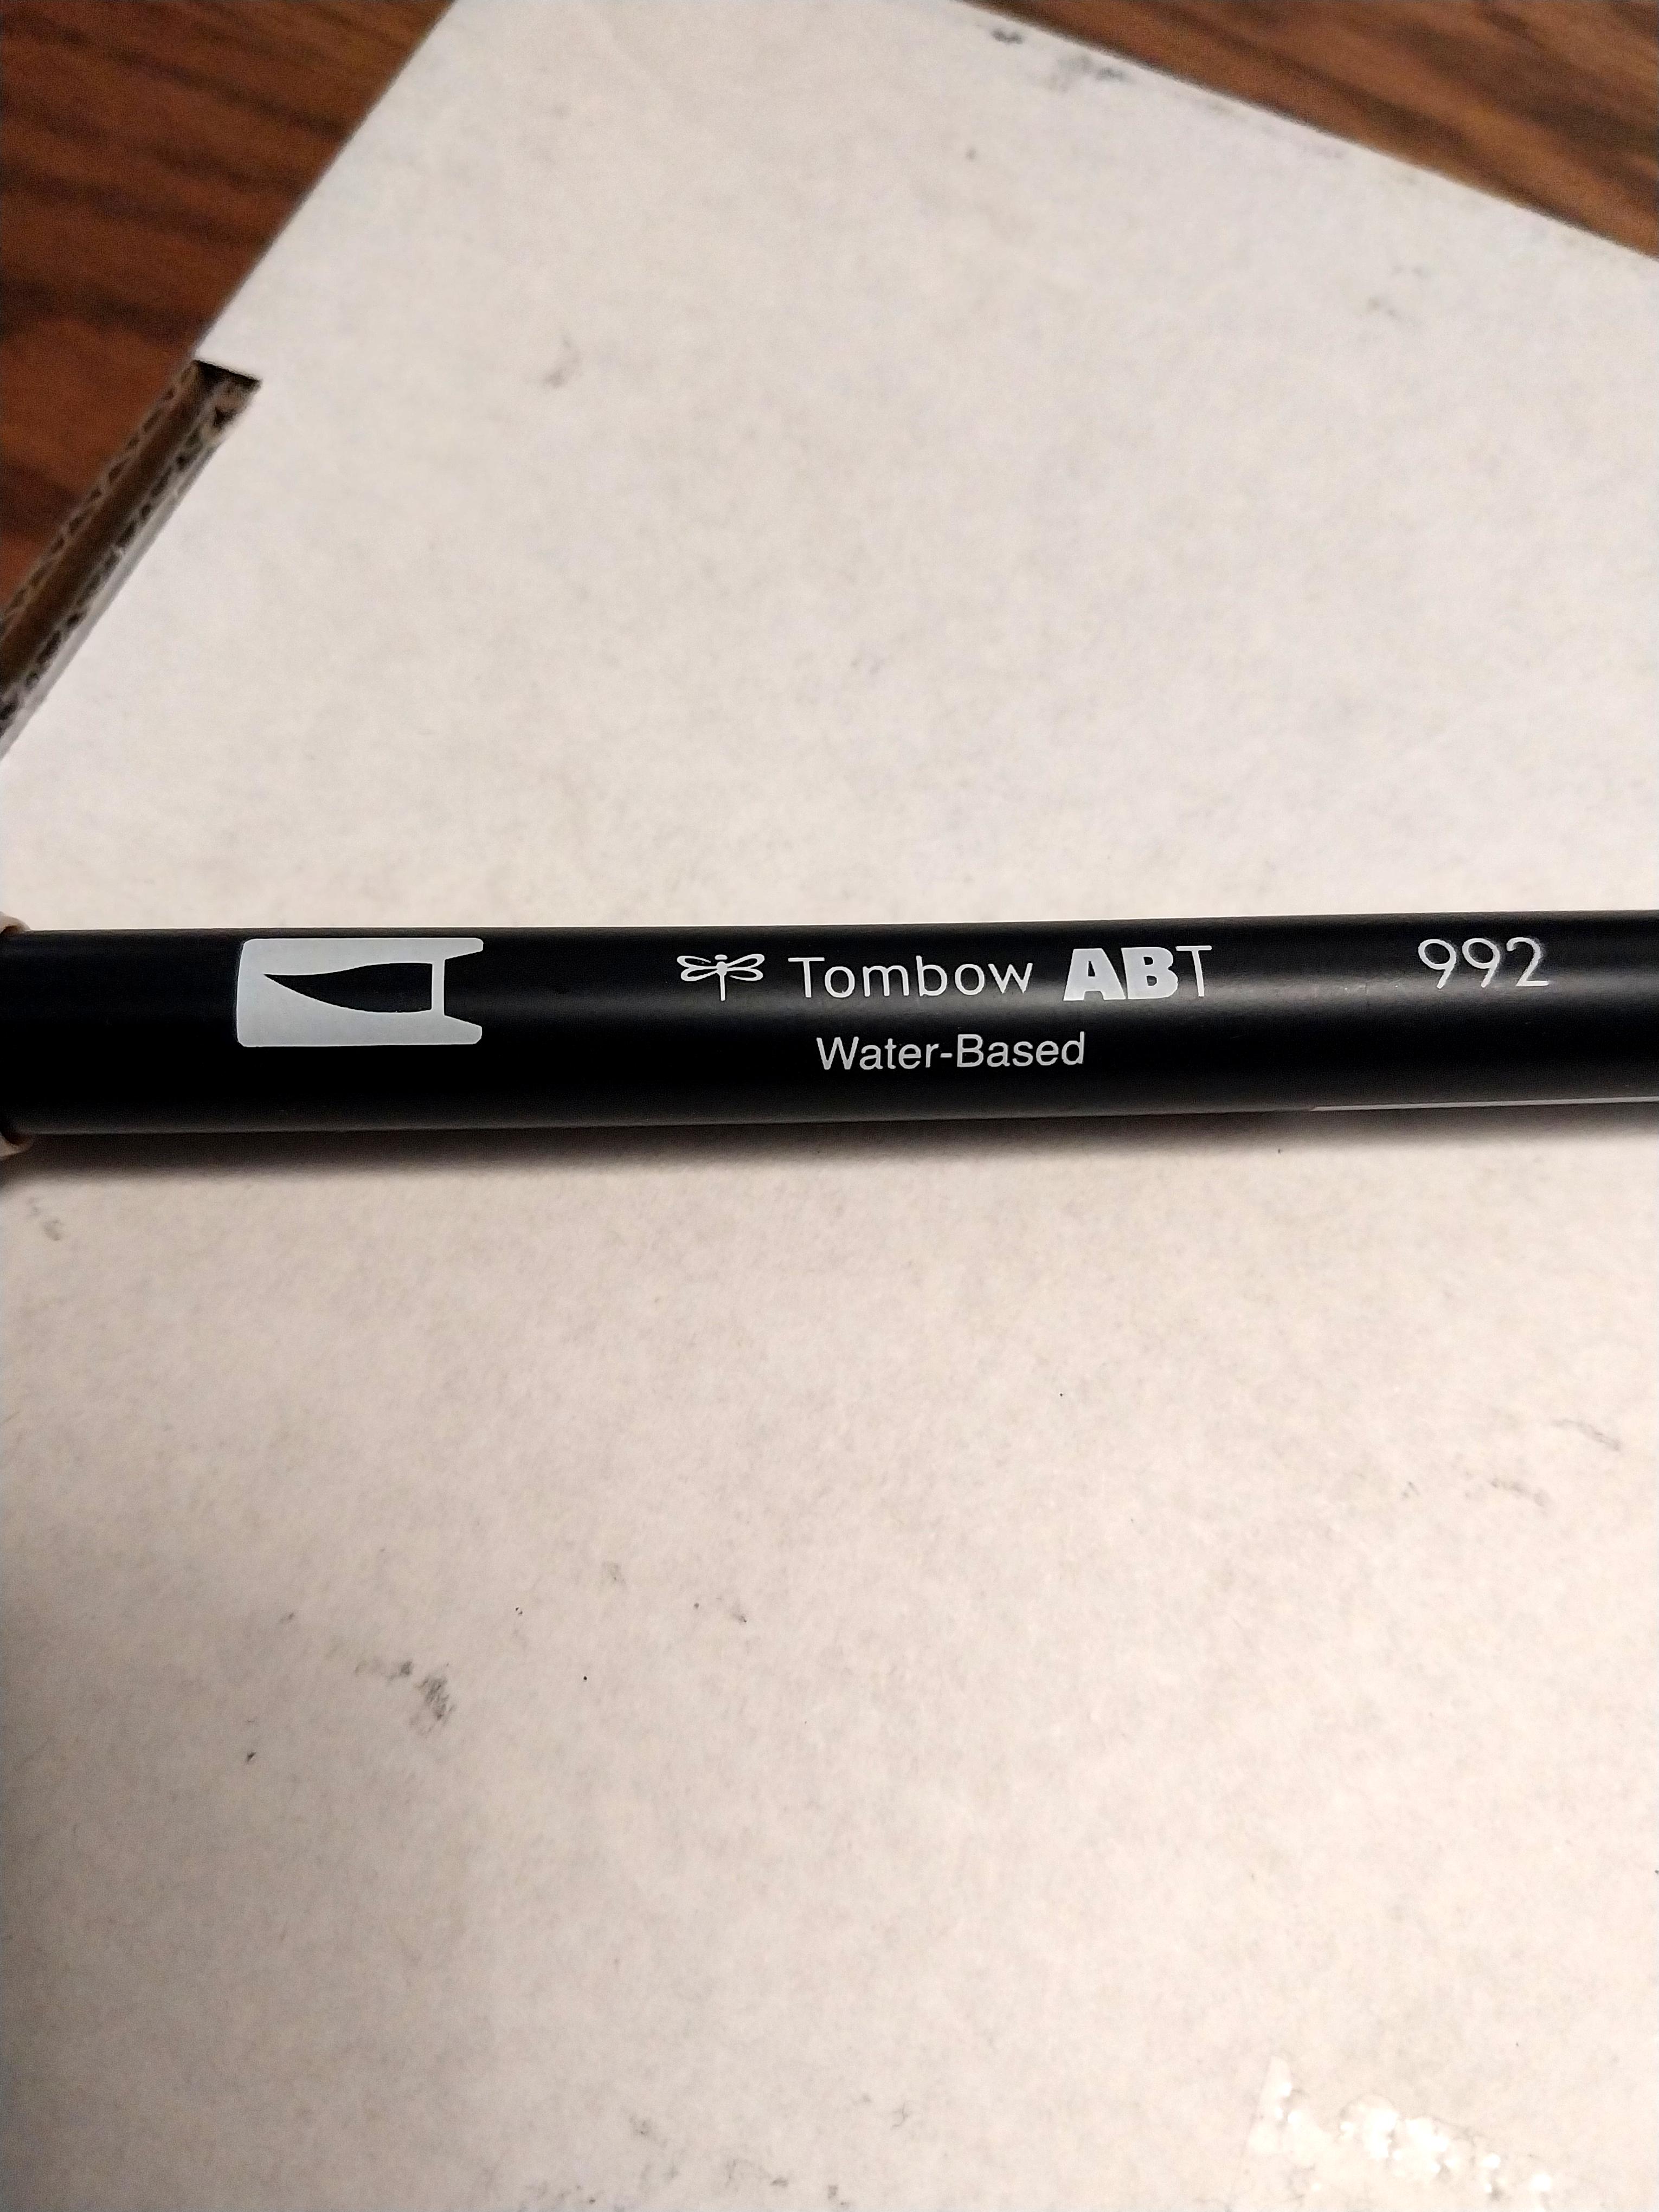 Tombow ABT 992
Water-Based